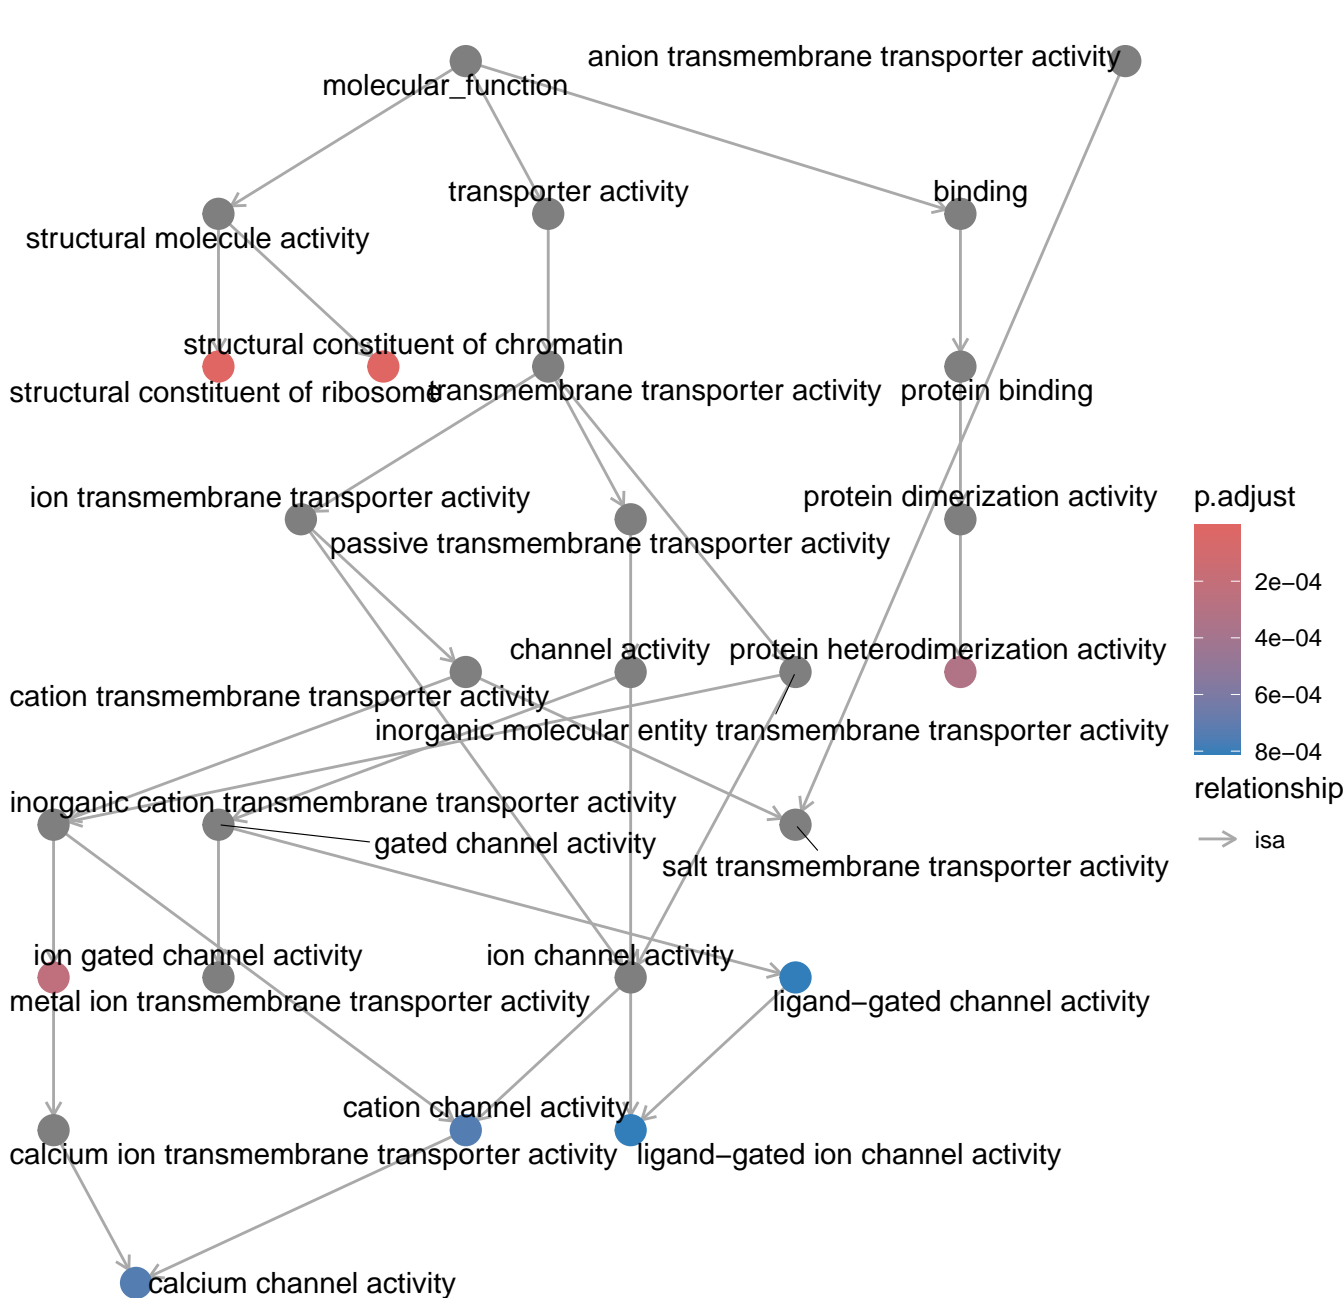 anion transmembrane transporter activity
molecular_function
transporter activity
binding
structural molecule activity
structural constituent of chromatin
structural constituent of ribosome
transmembrane transporter activity
protein binding
ion transmembrane transporter activity
protein dimerization activity
p.adjust
passive transmembrane transporter activity
2e−04
4e−04
channel activity
protein heterodimerization activity
6e−04
cation transmembrane transporter activity
inorganic molecular entity transmembrane transporter activity
8e−04
relationship
inorganic cation transmembrane transporter activity
gated channel activity
isa
salt transmembrane transporter activity
ion gated channel activity
ion channel activity
metal ion transmembrane transporter activity
ligand−gated channel activity
cation channel activity
calcium ion transmembrane transporter activity
ligand−gated ion channel activity
calcium channel activity